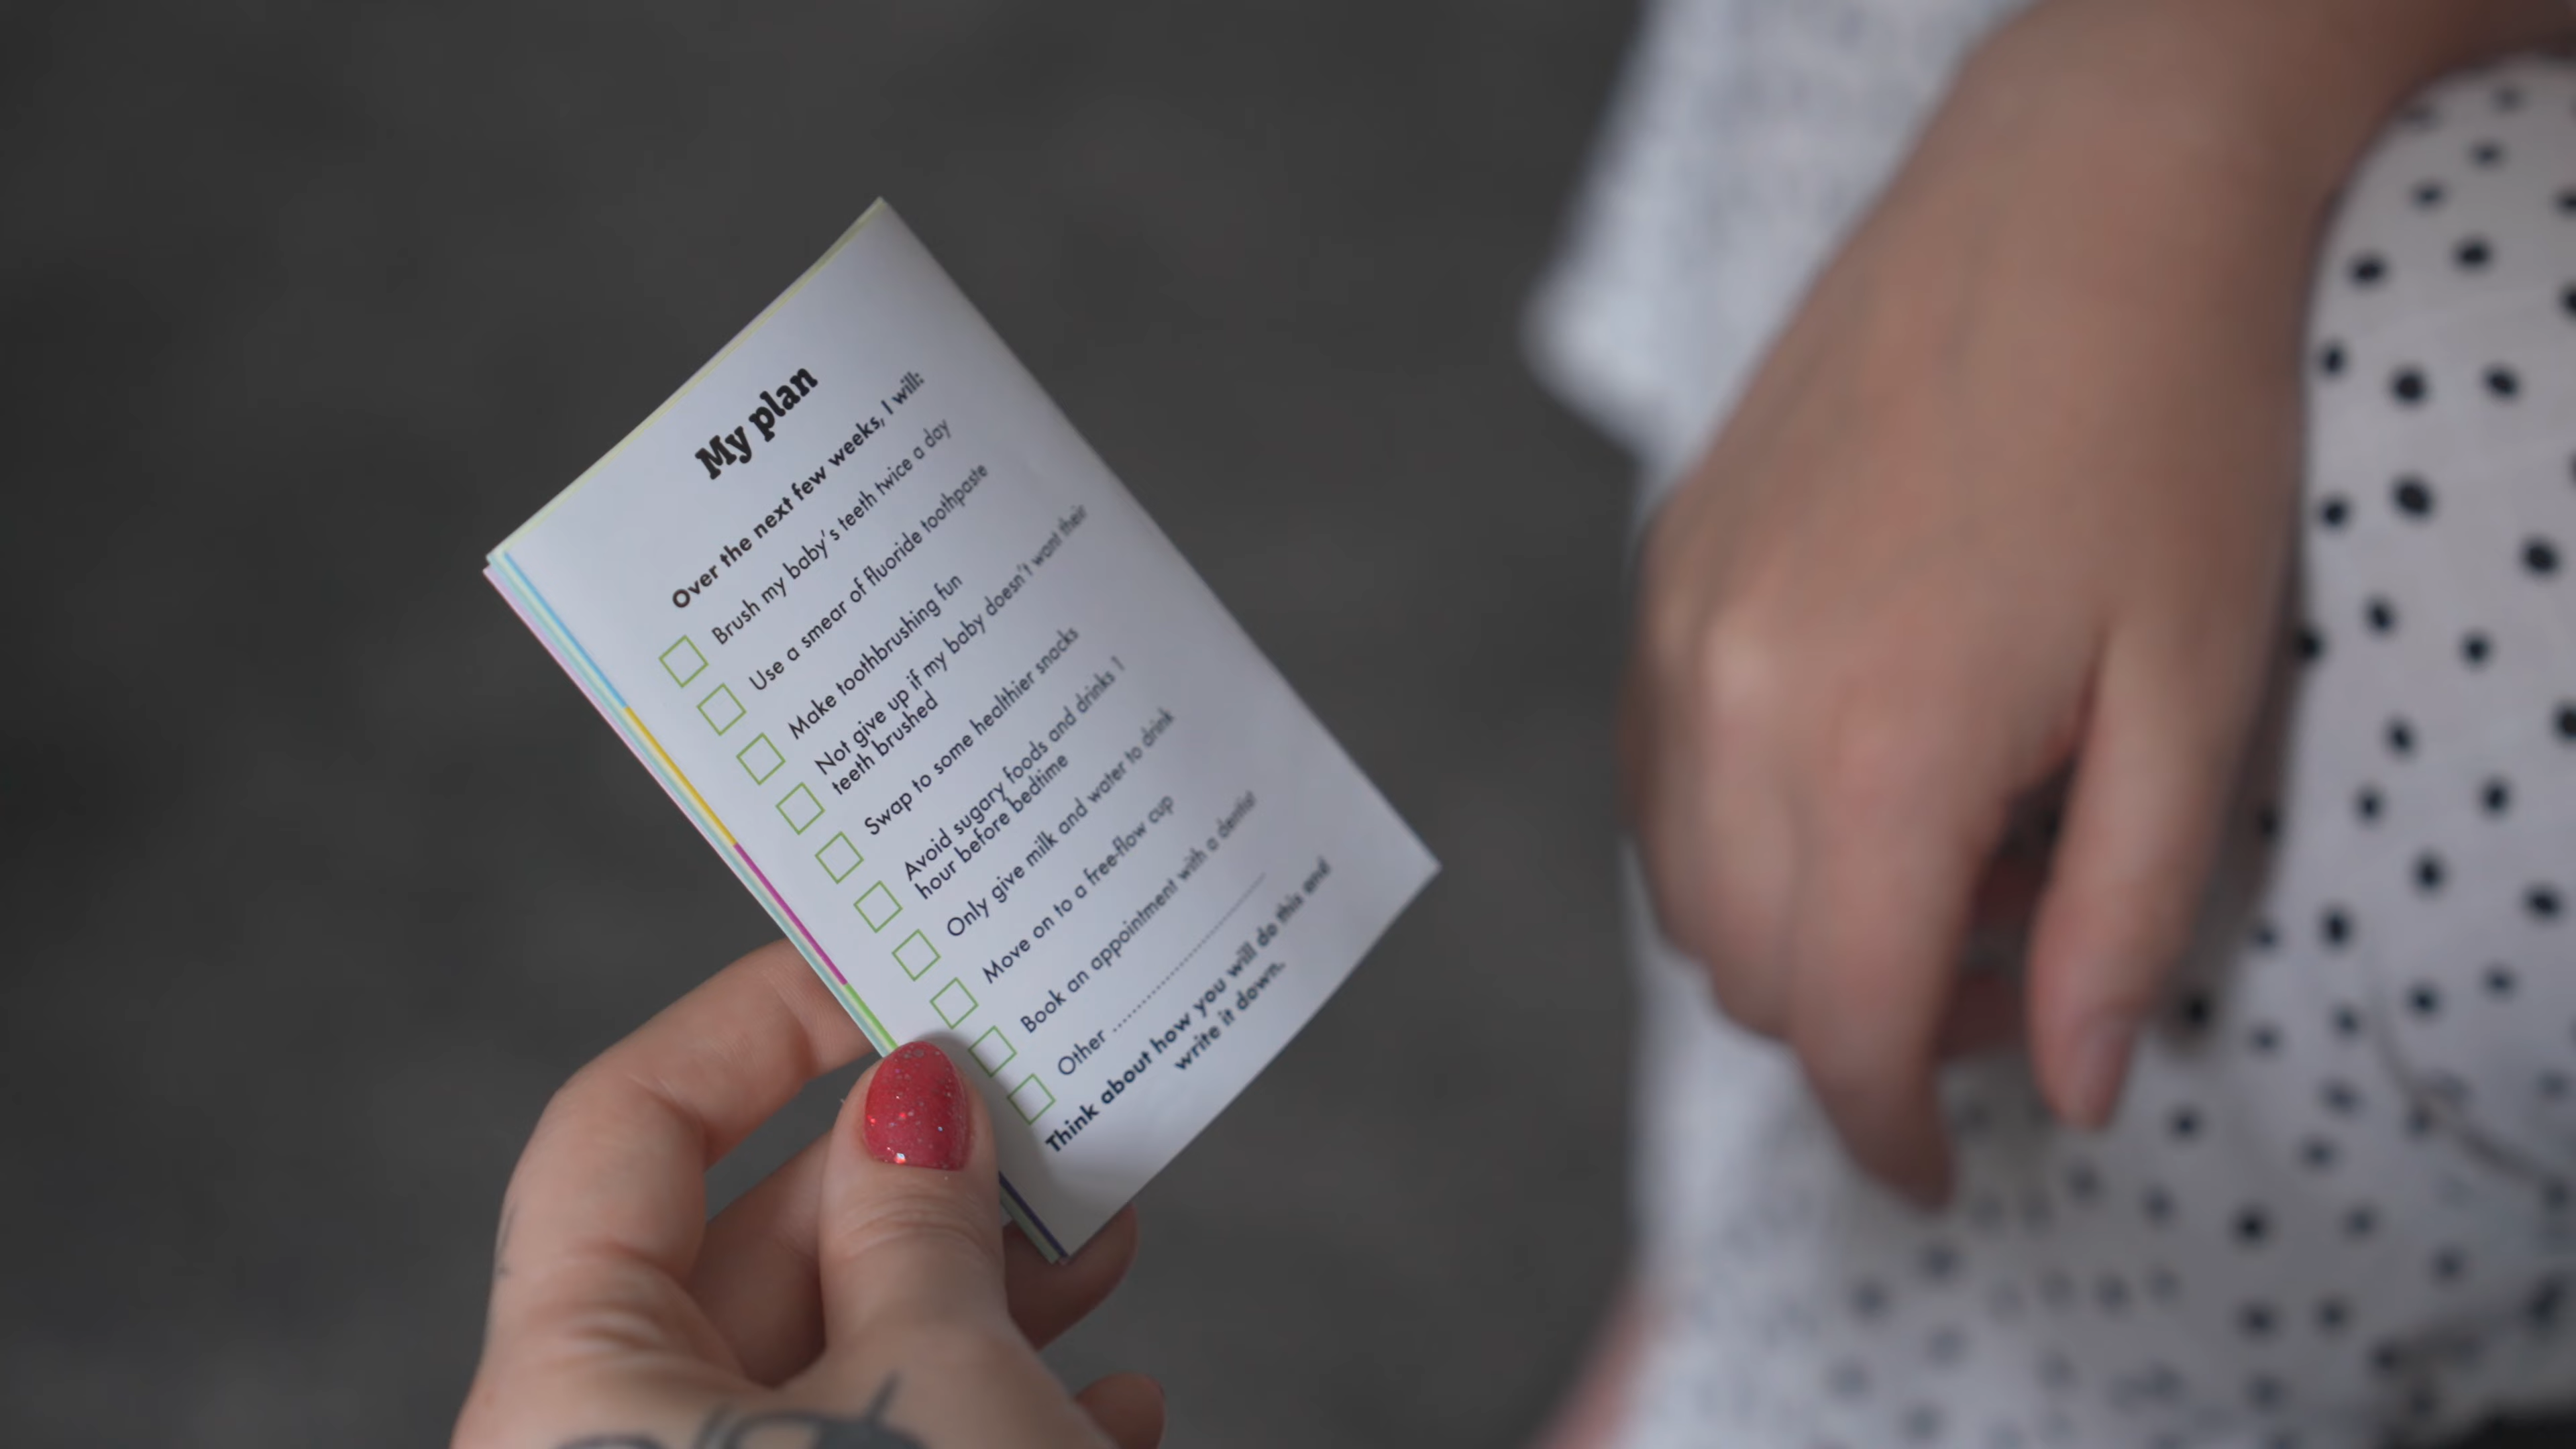 My plan
Over the next few weeks, I will:
Brush my baby's teeth twice a day
Use a smear of fluoride toothpaste
Make toothbrushing fun
Not give up if my baby doesn't want their
teeth brushed
Swap to some healthier snacks
Avoid sugary foods and drinks 1
hour before bedtime
Only give milk and water to drink
Move on to a free-flow cup
Book an appointment with a dentist
Other ..............................
Think about how you will do this and
write it down.